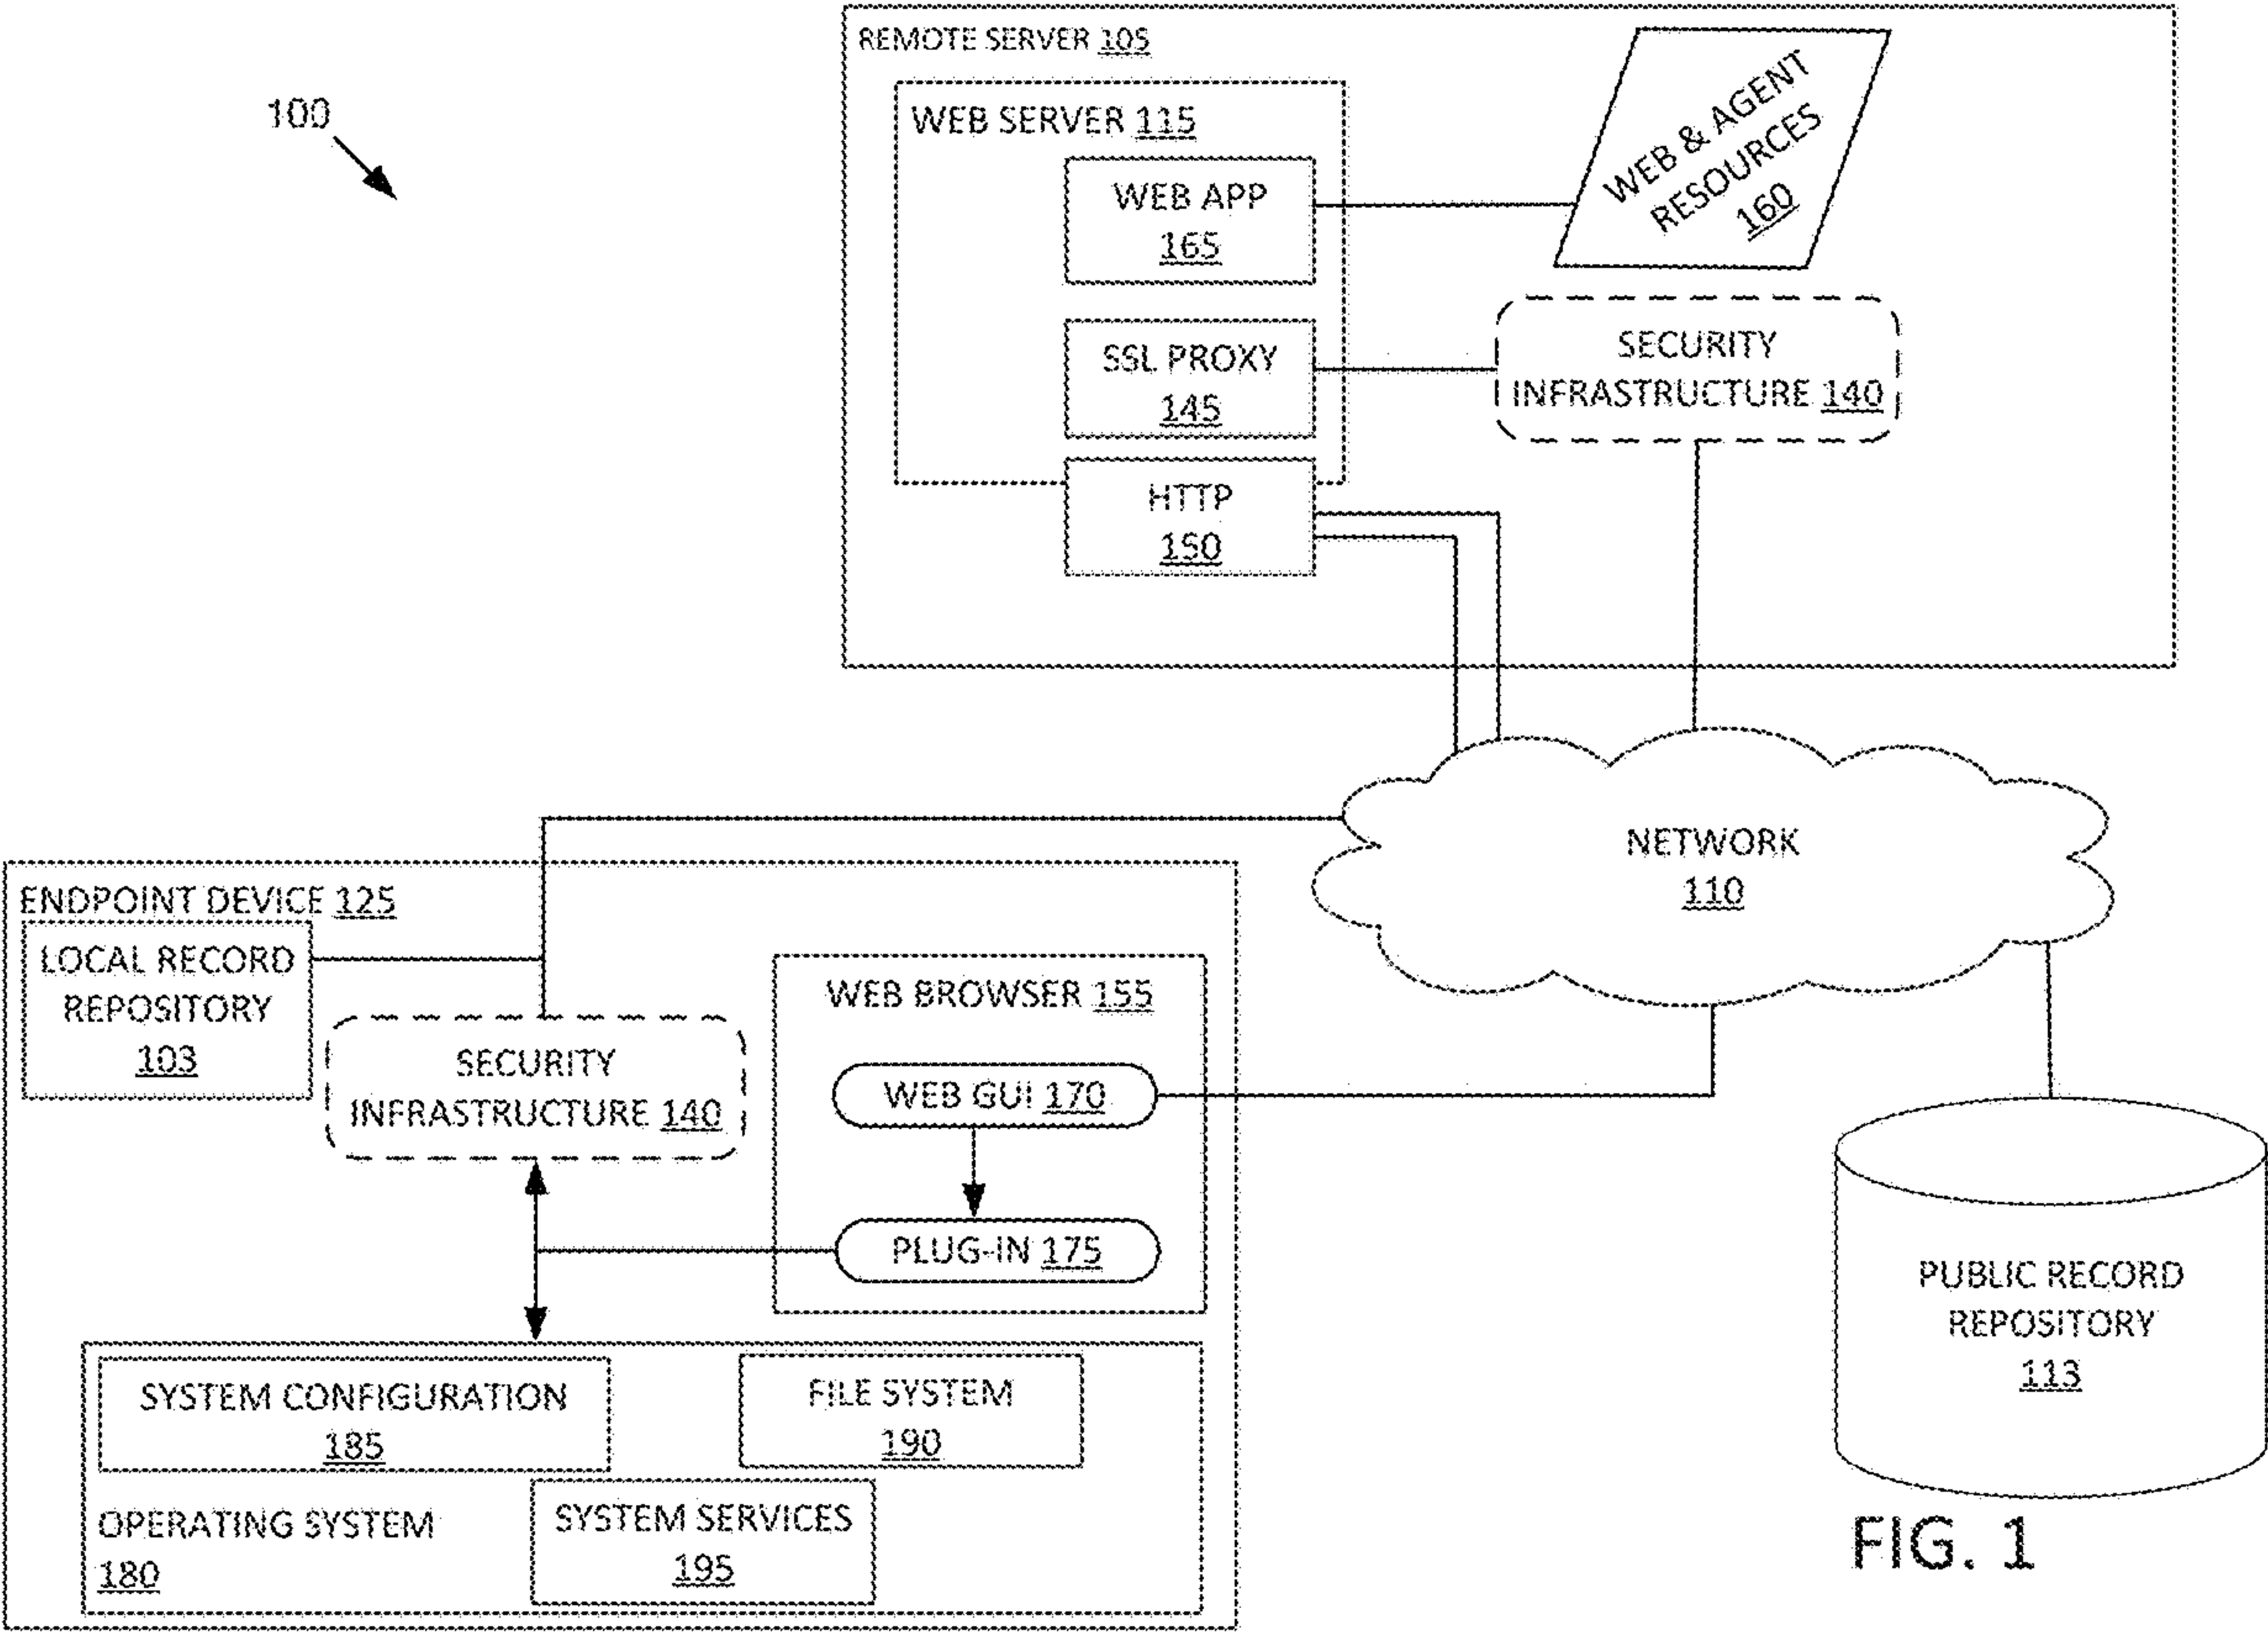 REMOTE SERVER 105
100
WEB SERVER 115
WEB & AGENT
RESOURCES
160
WEB APP
165
SSL PROXY
145
SECURITY
INFRASTRUCTURE 140
HTTP
150
NETWORK
110
ENDPOINT DEVICE 125
LOCAL RECORD
REPOSITORY
103
WEB BROWSER 155
SECURITY
INFRASTRUCTURE 140
WEB GUI 170
PLUG-IN 175
PUBLIC RECORD
REPOSITORY
113
SYSTEM CONFIGURATION
185
FILE SYSTEM
190
OPERATING SYSTEM
180
SYSTEM SERVICES
195
FIG. 1